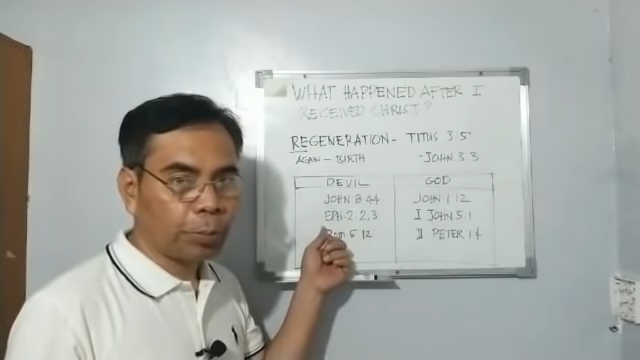 WHAT HAPPENED AFTER I
RECEIVED CHRIST?
REGENERATION - TITUS 3 5
AGAIN - BIRTH - JOHN 3 3
DEVIL GOD
JOHN 8 44 JOHN 1.12
EPH. 2. 2,3 I JOHN 5.1
Rom. 5 12 II PETER 1.4